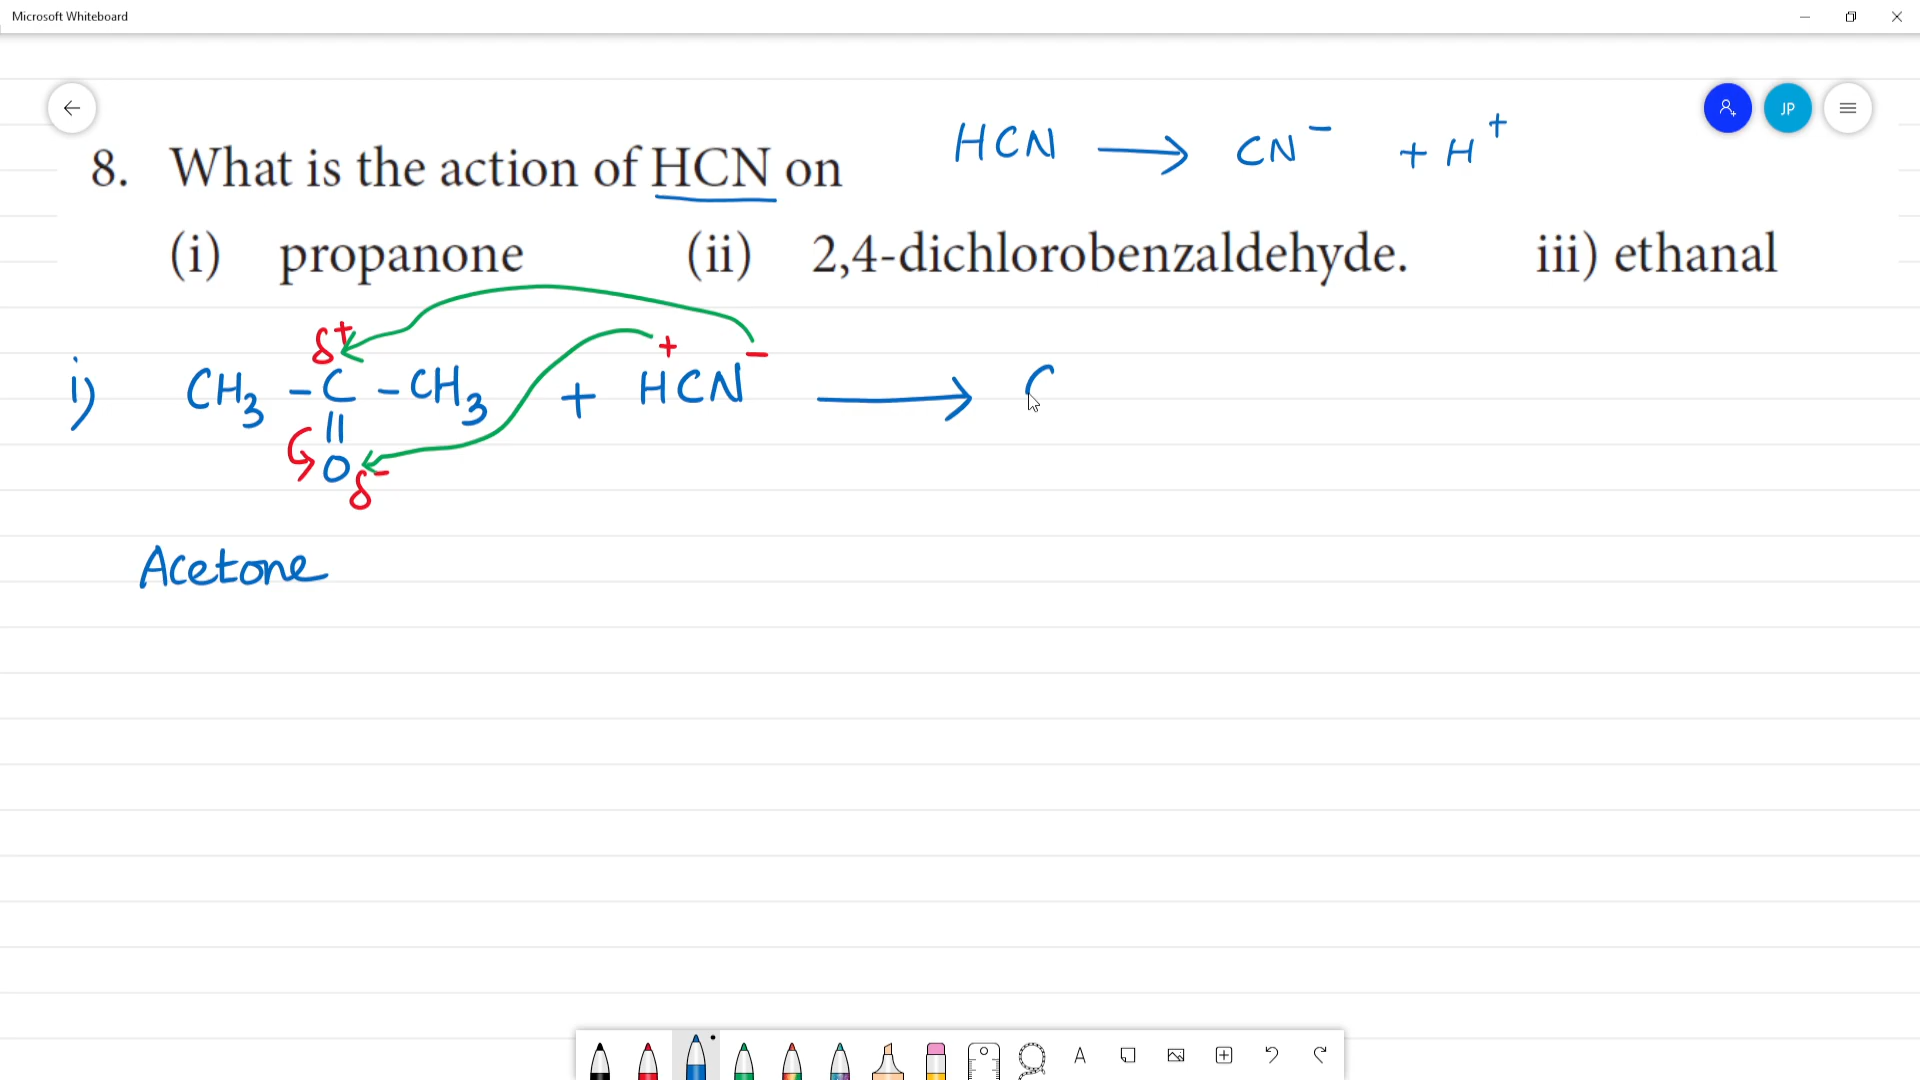 Microsoft Whiteboard
JP
8. What is the action of HCN on
HCN ⟶ CN⁻ + H⁺
(i) propanone (ii) 2,4-dichlorobenzaldehyde. iii) ethanal
δ+ + −
i) CH₃ – C – CH₃ + HCN ⟶ C
||
O
δ−
Acetone
A